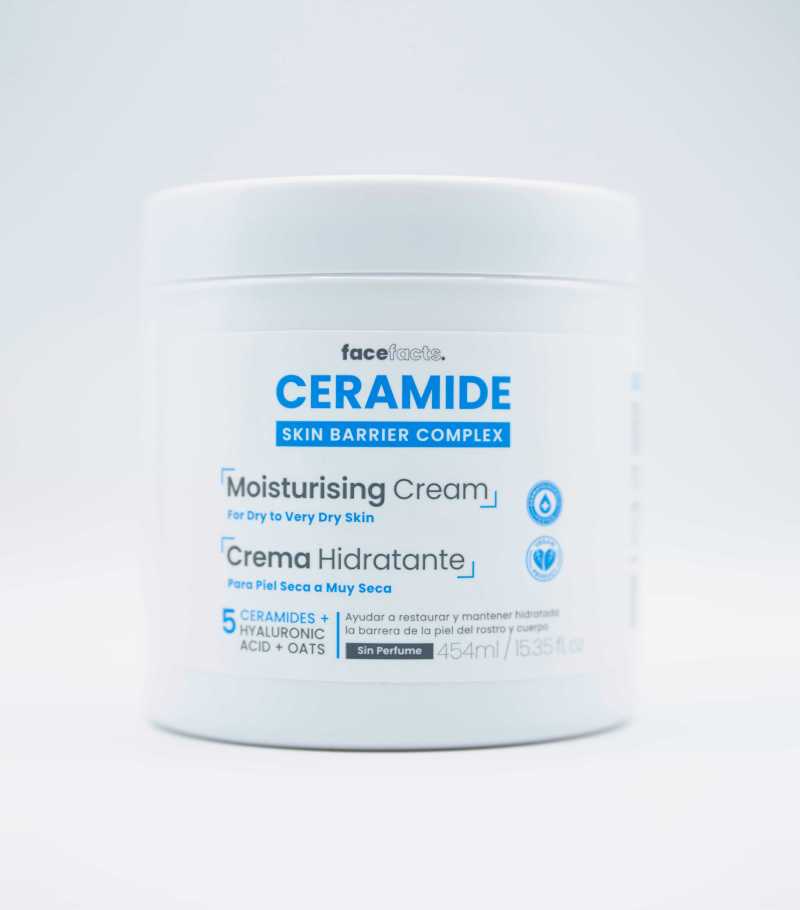 facefacts.
CERAMIDE
SKIN BARRIER COMPLEX
Moisturising Cream
For Dry to Very Dry Skin
Crema Hidratante
Para Piel Seca a Muy Seca
5 CERAMIDES +
HYALURONIC
ACID + OATS
Ayudar a restaurar y mantener hidratada
la barrera de la piel del rostro y cuerpo
Sin Perfume 454ml / 15.35 fl. oz
VEGAN